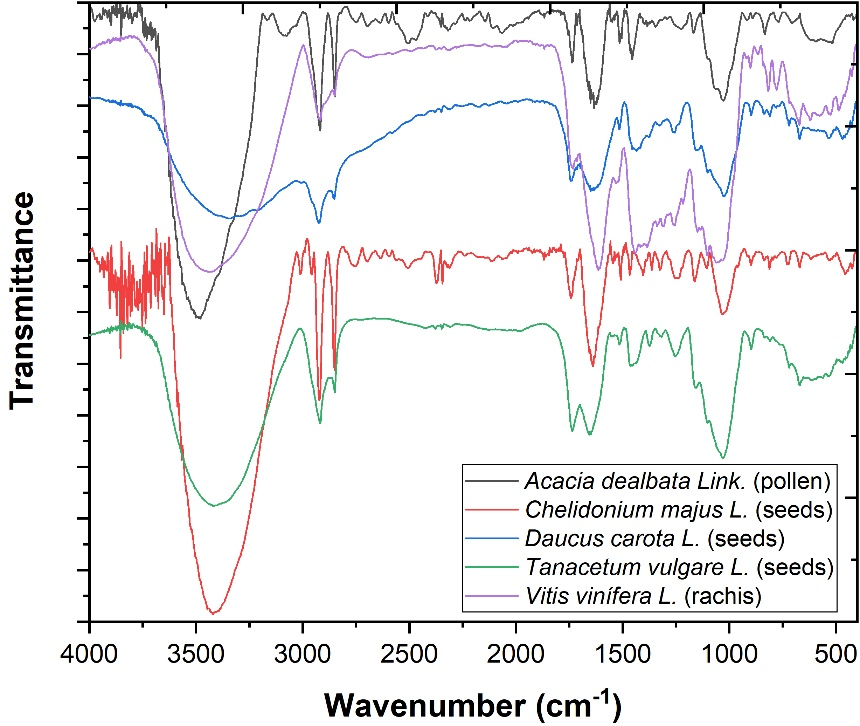 Transmittance
Acacia dealbata Link. (pollen)
Chelidonium majus L. (seeds)
Daucus carota L. (seeds)
Tanacetum vulgare L. (seeds)
Vitis vinífera L. (rachis)
4000 3500 3000 2500 2000 1500 1000 500
Wavenumber (cm-1)